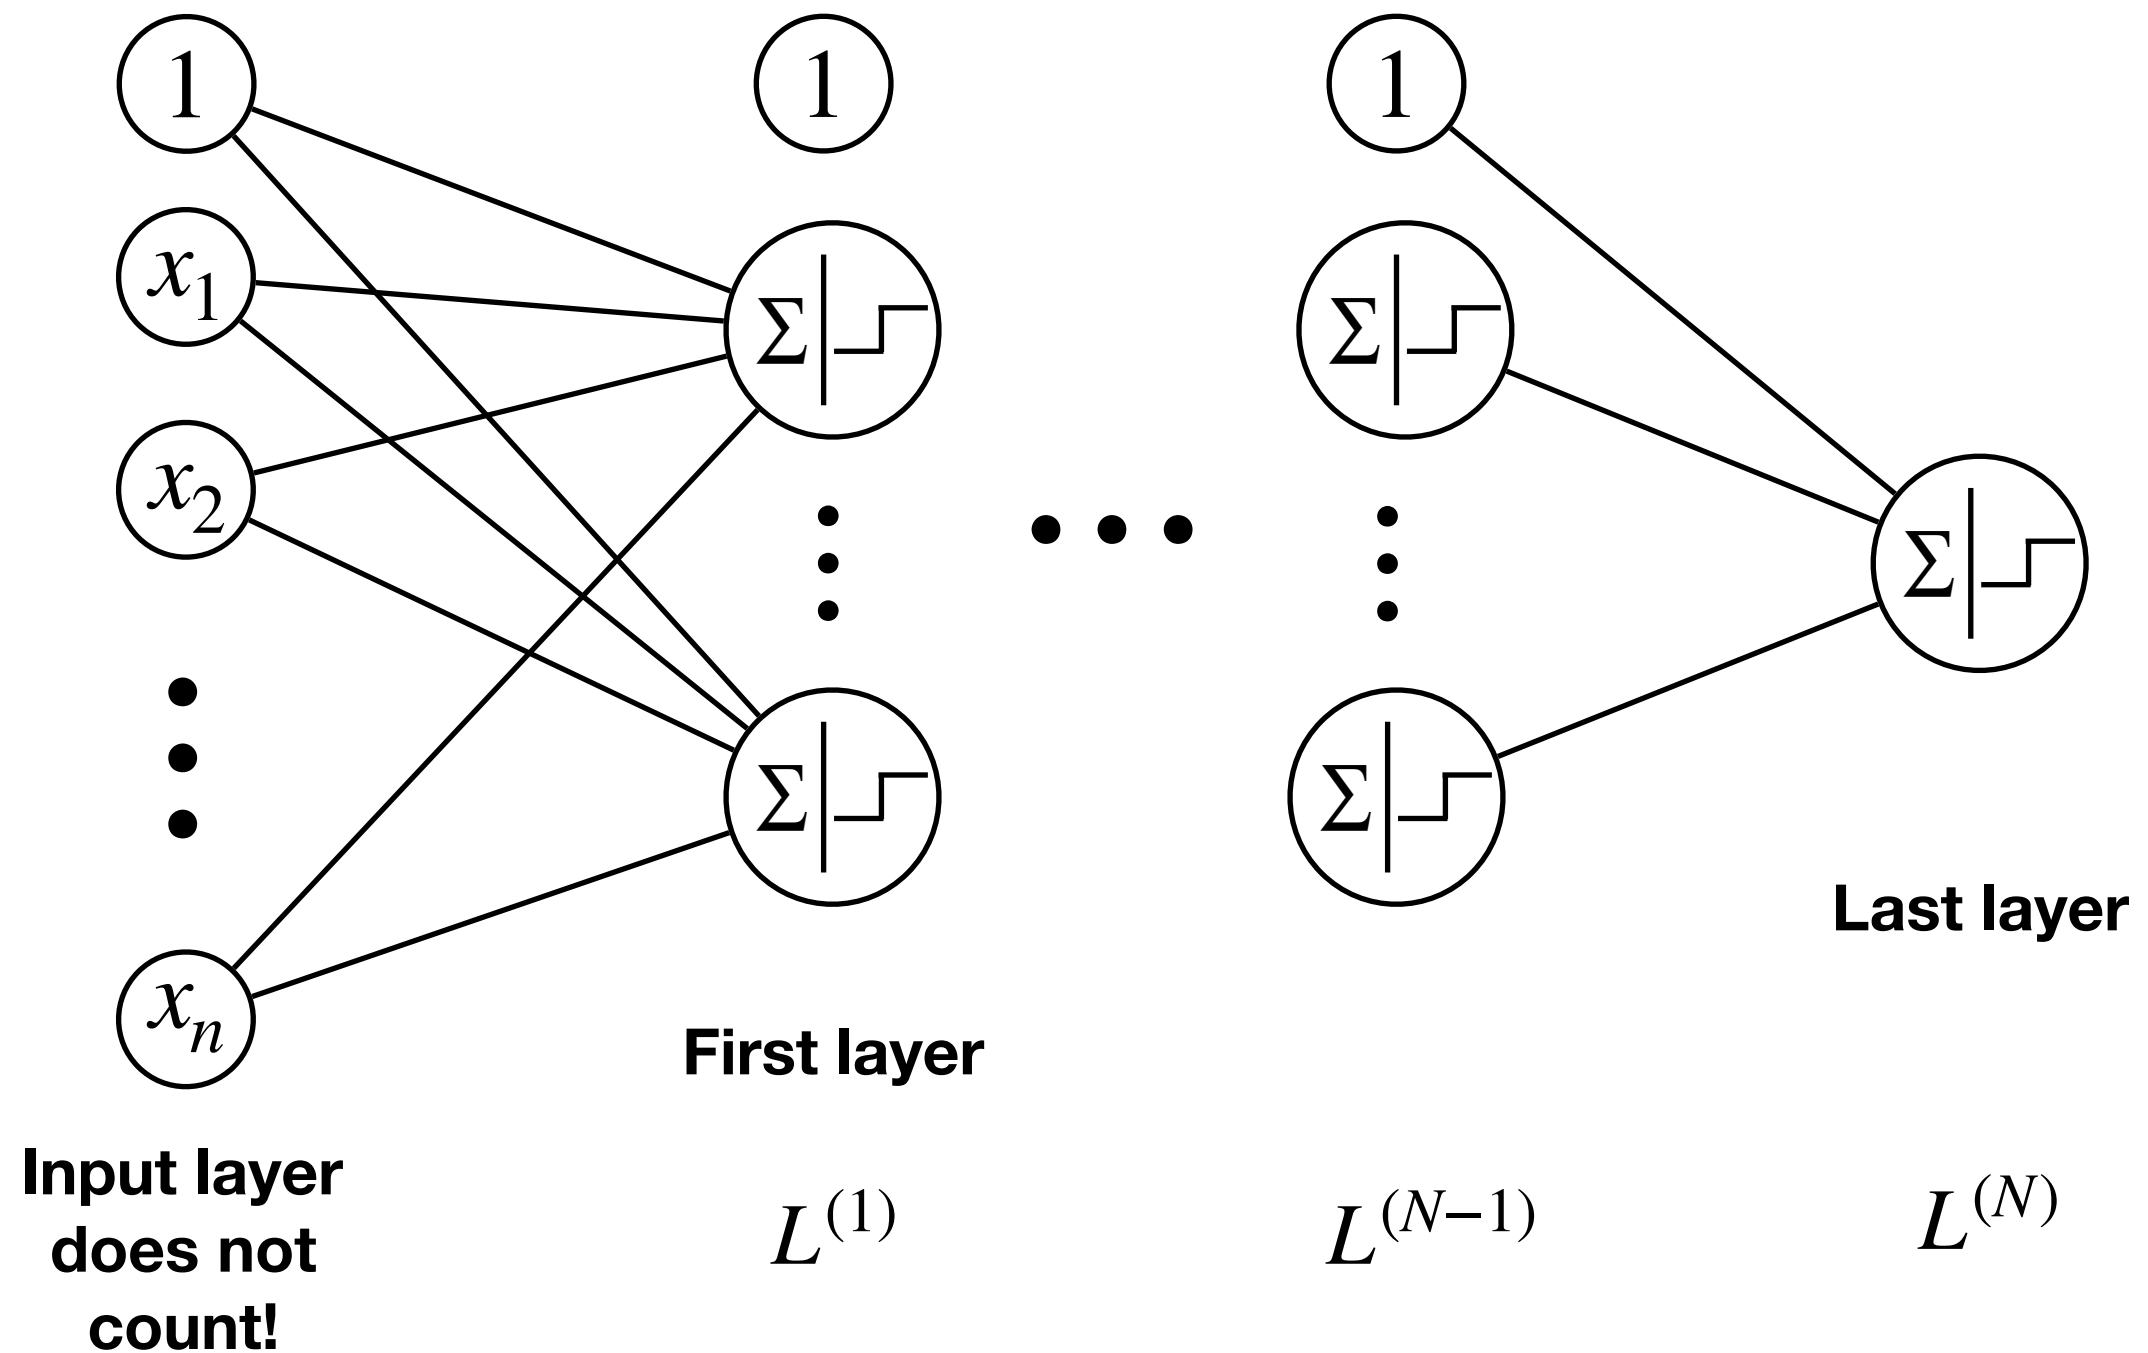 1
1
1
x₁
Σ
Σ
x₂
Σ
Σ
Σ
Last layer
xₙ
First layer
Input layer
does not
count!
L⁽¹⁾
L⁽ᴺ⁻¹⁾
L⁽ᴺ⁾